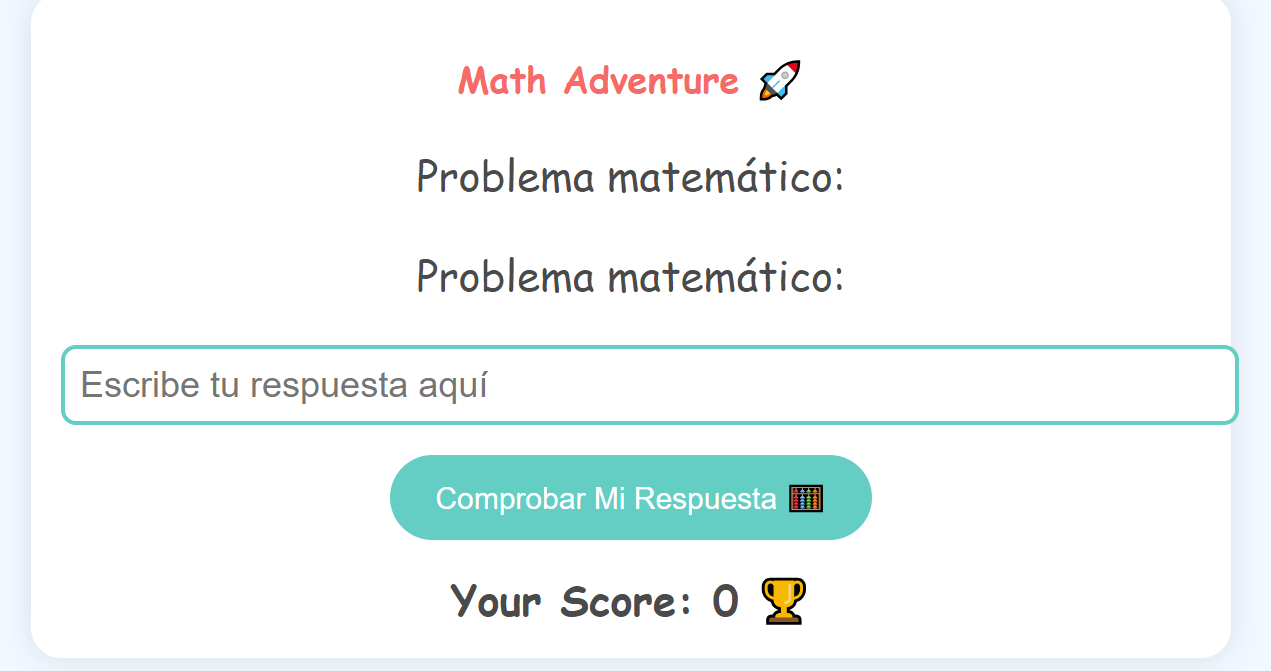 Math Adventure 🚀
Problema matemático:
Problema matemático:
Escribe tu respuesta aquí
Comprobar Mi Respuesta 🧮
Your Score: 0 🏆